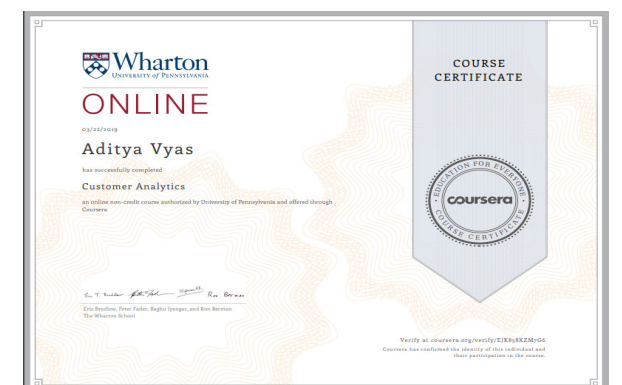 Wharton
UNIVERSITY of PENNSYLVANIA
ONLINE
03/22/2019
Aditya Vyas
has successfully completed
Customer Analytics
an online non-credit course authorized by University of Pennsylvania and offered through
Coursera
Eric Bradlow, Peter Fader, Raghu Iyengar, and Ron Berman
The Wharton School
COURSE
CERTIFICATE
EDUCATION FOR EVERYONE
coursera
COURSE CERTIFICATE
Verify at coursera.org/verify/EJK858XZM7G6
Coursera has confirmed the identity of this individual and
their participation in the course.